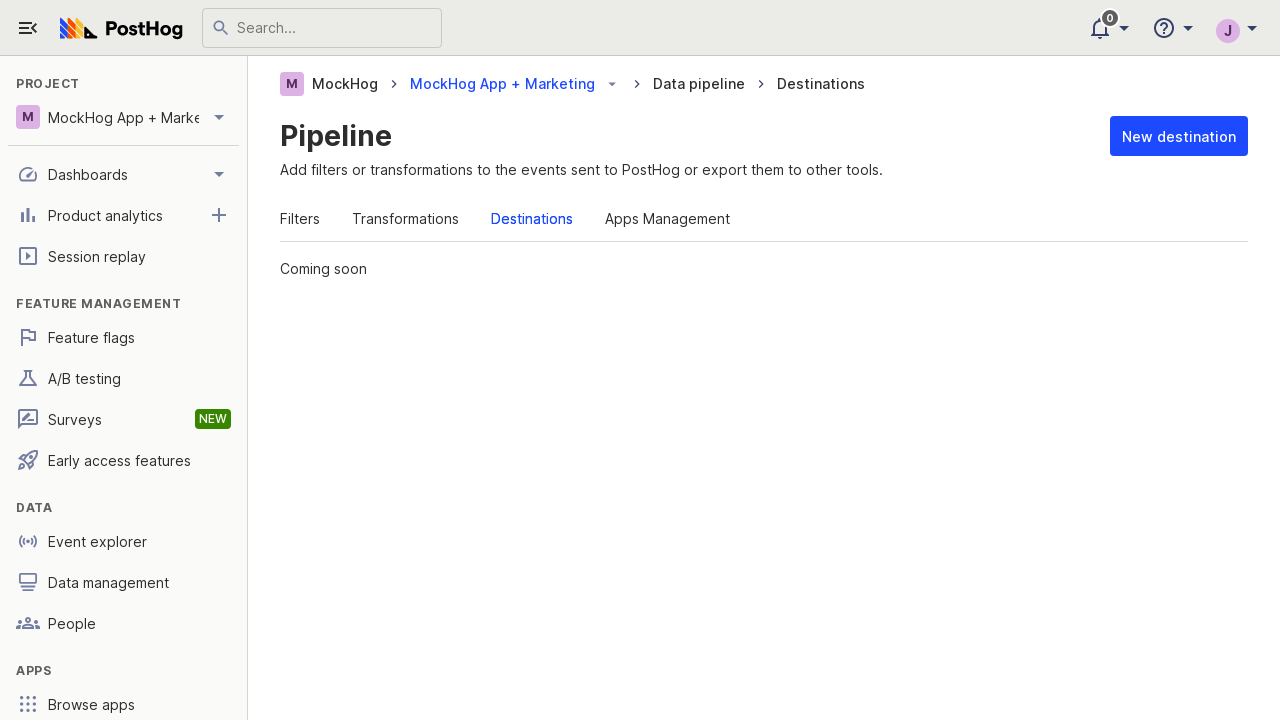 PostHog
Search...
0
J
PROJECT
M MockHog App + Marke
Dashboards
Product analytics
Session replay
FEATURE MANAGEMENT
Feature flags
A/B testing
Surveys NEW
Early access features
DATA
Event explorer
Data management
People
APPS
Browse apps
M MockHog MockHog App + Marketing Data pipeline Destinations
Pipeline
New destination
Add filters or transformations to the events sent to PostHog or export them to other tools.
Filters Transformations Destinations Apps Management
Coming soon